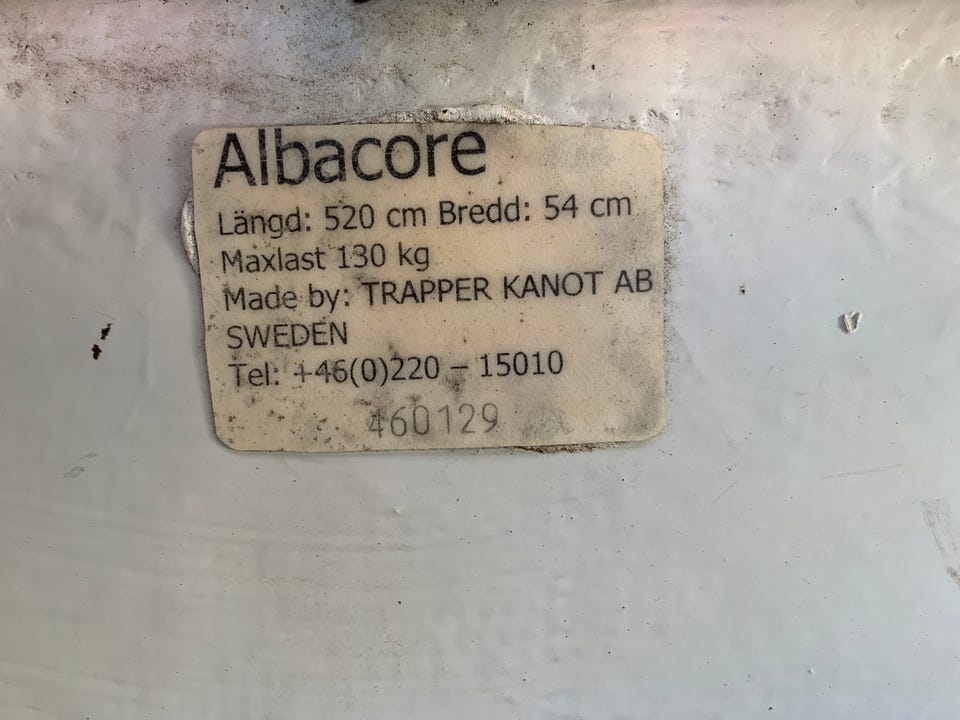 Albacore
Längd: 520 cm Bredd: 54 cm
Maxlast 130 kg
Made by: TRAPPER KANOT AB
SWEDEN
Tel: +46(0)220 – 15010
460129